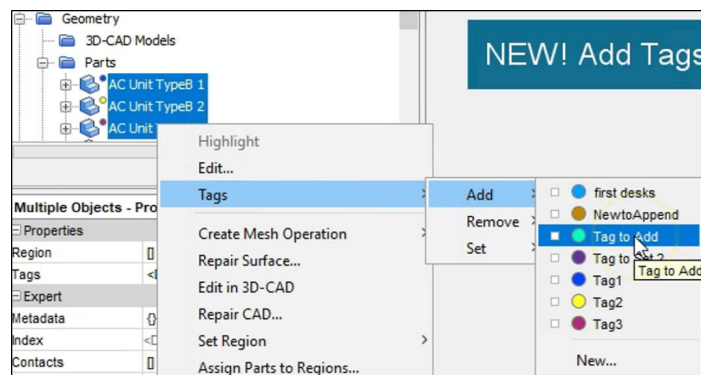 Geometry
3D-CAD Models
Parts
AC Unit TypeB 1
AC Unit TypeB 2
AC Unit
NEW! Add Tags
Highlight
Edit...
Tags
Create Mesh Operation
Repair Surface...
Edit in 3D-CAD
Repair CAD...
Set Region
Assign Parts to Regions...
Add
Remove
Set
first desks
NewtoAppend
Tag to Add
Tag to Set 2
Tag to Add
Tag1
Tag2
Tag3
New...
Multiple Objects - Pro
Properties
Region []
Tags
Expert
Metadata {}
Index
Contacts []